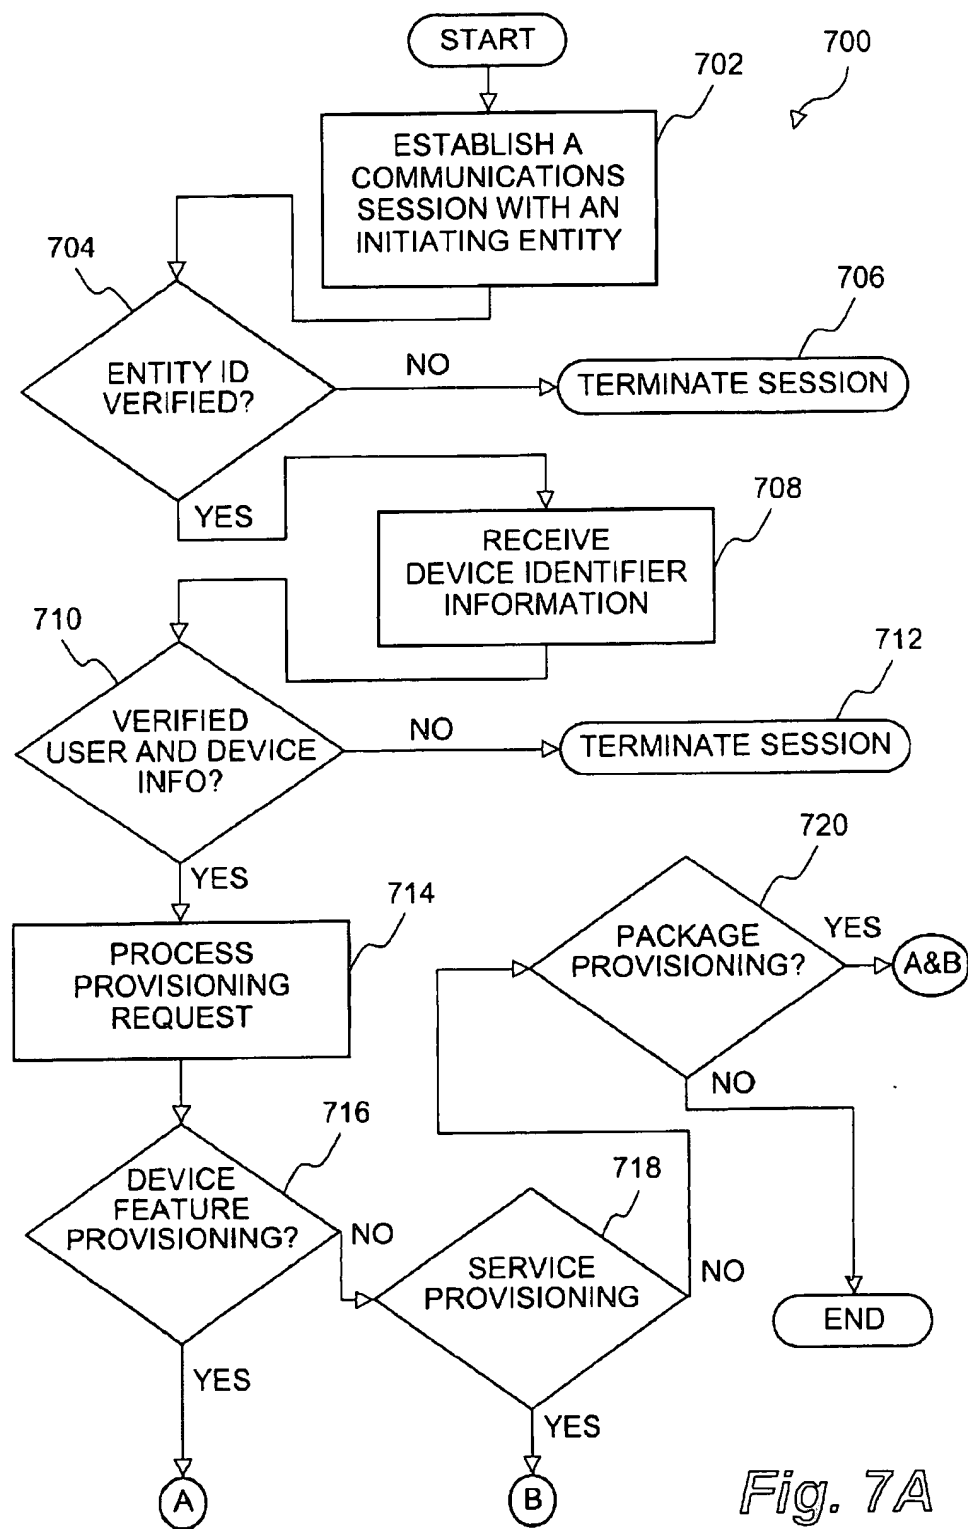 START
700
702
ESTABLISH A
COMMUNICATIONS
SESSION WITH AN
INITIATING ENTITY
704
ENTITY ID
VERIFIED?
NO
706
TERMINATE SESSION
YES
708
RECEIVE
DEVICE IDENTIFIER
INFORMATION
710
VERIFIED
USER AND DEVICE
INFO?
NO
712
TERMINATE SESSION
YES
714
PROCESS
PROVISIONING
REQUEST
716
DEVICE
FEATURE
PROVISIONING?
NO
YES
A
718
SERVICE
PROVISIONING
NO
YES
B
720
PACKAGE
PROVISIONING?
YES
A&B
NO
END
Fig. 7A